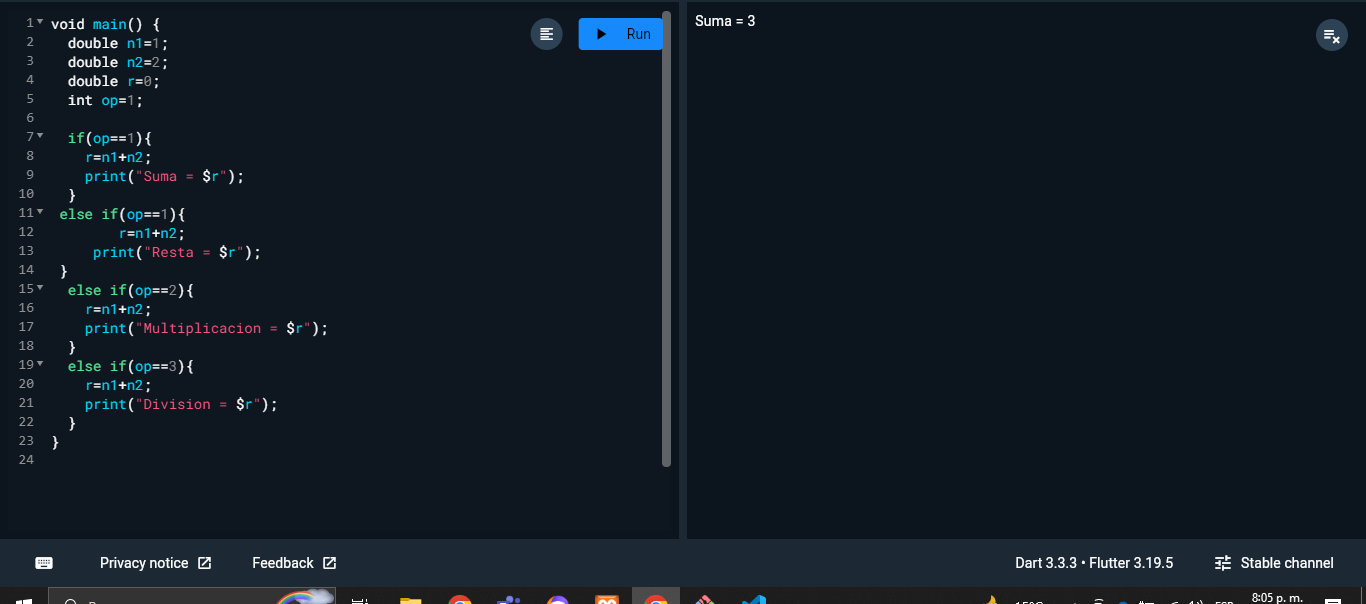 1 void main() {
2 double n1=1;
3 double n2=2;
4 double r=0;
5 int op=1;
6
7 if(op==1){
8 r=n1+n2;
9 print("Suma = $r");
10 }
11 else if(op==1){
12 r=n1+n2;
13 print("Resta = $r");
14 }
15 else if(op==2){
16 r=n1+n2;
17 print("Multiplicacion = $r");
18 }
19 else if(op==3){
20 r=n1+n2;
21 print("Division = $r");
22 }
23 }
24
Run
Suma = 3
Privacy notice
Feedback
Dart 3.3.3 • Flutter 3.19.5
Stable channel
8:05 p. m.